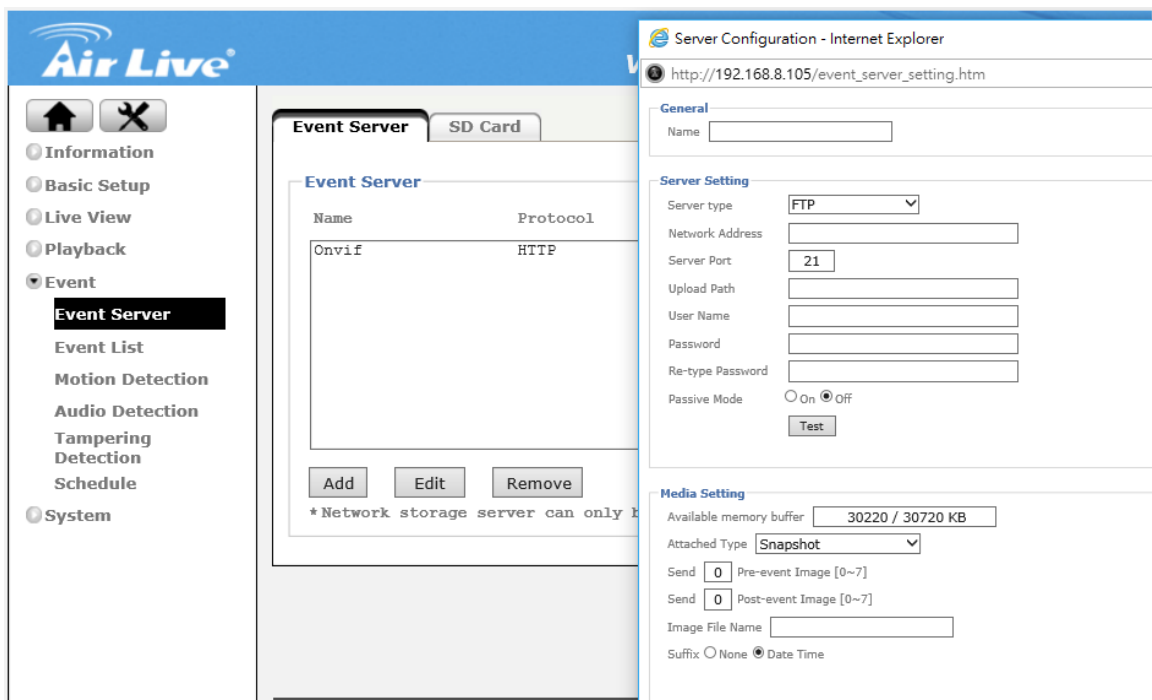 Air Live®
Information
Basic Setup
Live View
Playback
Event
Event Server
Event List
Motion Detection
Audio Detection
Tampering
Detection
Schedule
System
Event Server
SD Card
Event Server
Name Protocol
Onvif HTTP
Add Edit Remove
*Network storage server can only
Server Configuration - Internet Explorer
http://192.168.8.105/event_server_setting.htm
General
Name
Server Setting
Server type FTP
Network Address
Server Port 21
Upload Path
User Name
Password
Re-type Password
Passive Mode On Off
Test
Media Setting
Available memory buffer 30220 / 30720 KB
Attached Type Snapshot
Send 0 Pre-event Image [0~7]
Send 0 Post-event Image [0~7]
Image File Name
Suffix None Date Time